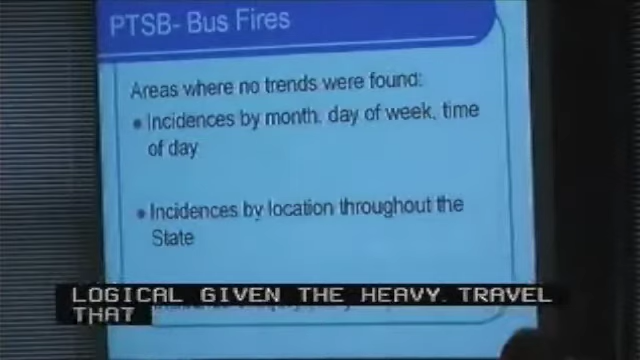 PTSB- Bus Fires
Areas where no trends were found:
• Incidences by month, day of week, time
of day
• Incidences by location throughout the
State
LOGICAL GIVEN THE HEAVY TRAVEL
THAT